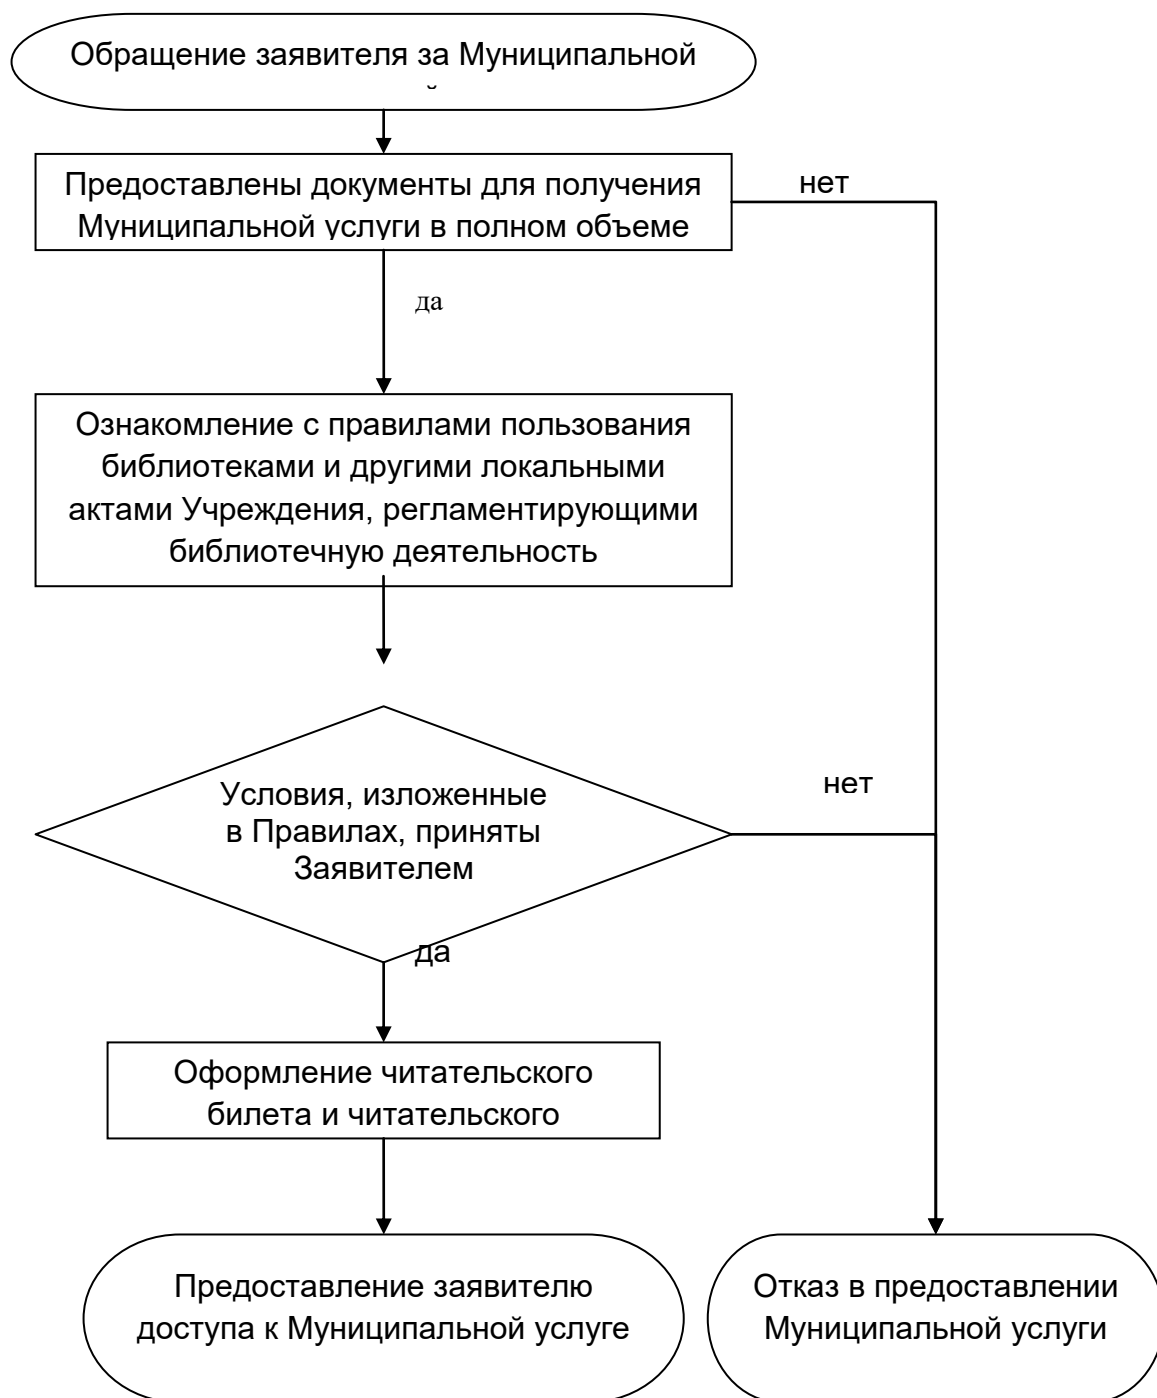 Обращение заявителя за Муниципальной
Предоставлены документы для получения
Муниципальной услуги в полном объеме
нет
да
Ознакомление с правилами пользования
библиотеками и другими локальными
актами Учреждения, регламентирующими
библиотечную деятельность
Условия, изложенные
в Правилах, приняты
Заявителем
нет
да
Оформление читательского
билета и читательского
Предоставление заявителю
доступа к Муниципальной услуге
Отказ в предоставлении
Муниципальной услуги